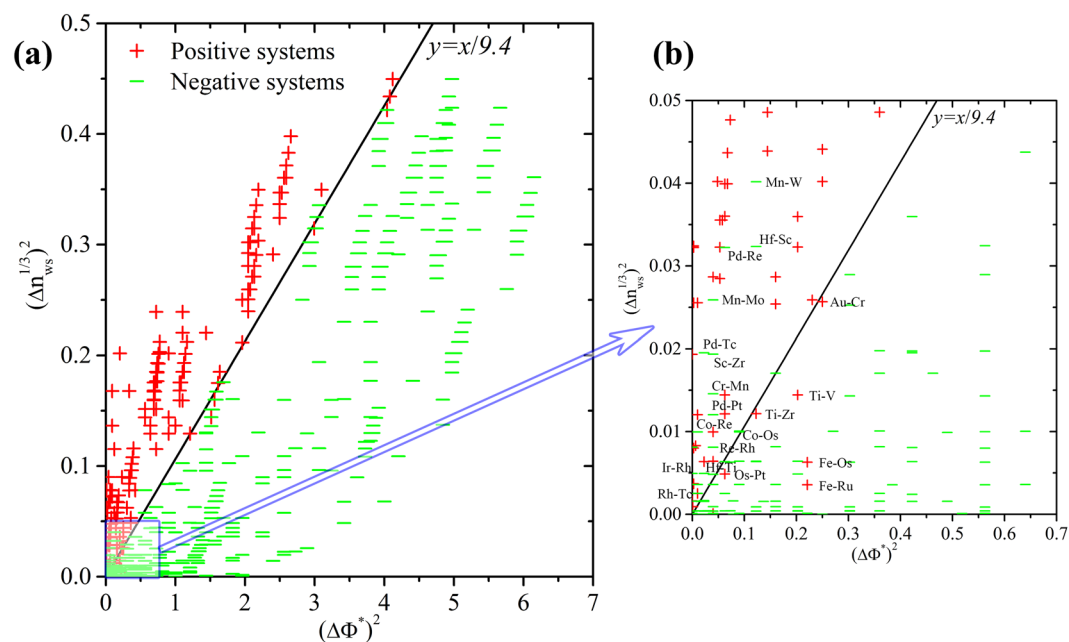 (a)
0.5
0.4
0.3
0.2
0.1
0.0
(Δn_ws^1/3)^2
Positive systems
Negative systems
y=x/9.4
0 1 2 3 4 5 6 7
(ΔΦ*)^2
(b)
0.05
0.04
0.03
0.02
0.01
0.00
(Δn_ws^1/3)^2
y=x/9.4
Mn-W
Hf-Sc
Pd-Re
Mn-Mo
Au-Cr
Pd-Tc
Sc-Zr
Cr-Mn
Ti-V
Pd-Pt
Ti-Zr
Co-Re
Co-Os
Re-Rh
Ir-Rh
Hf-Ti
Os-Pt
Fe-Os
Rh-Tc
Fe-Ru
0.0 0.1 0.2 0.3 0.4 0.5 0.6 0.7
(ΔΦ*)^2